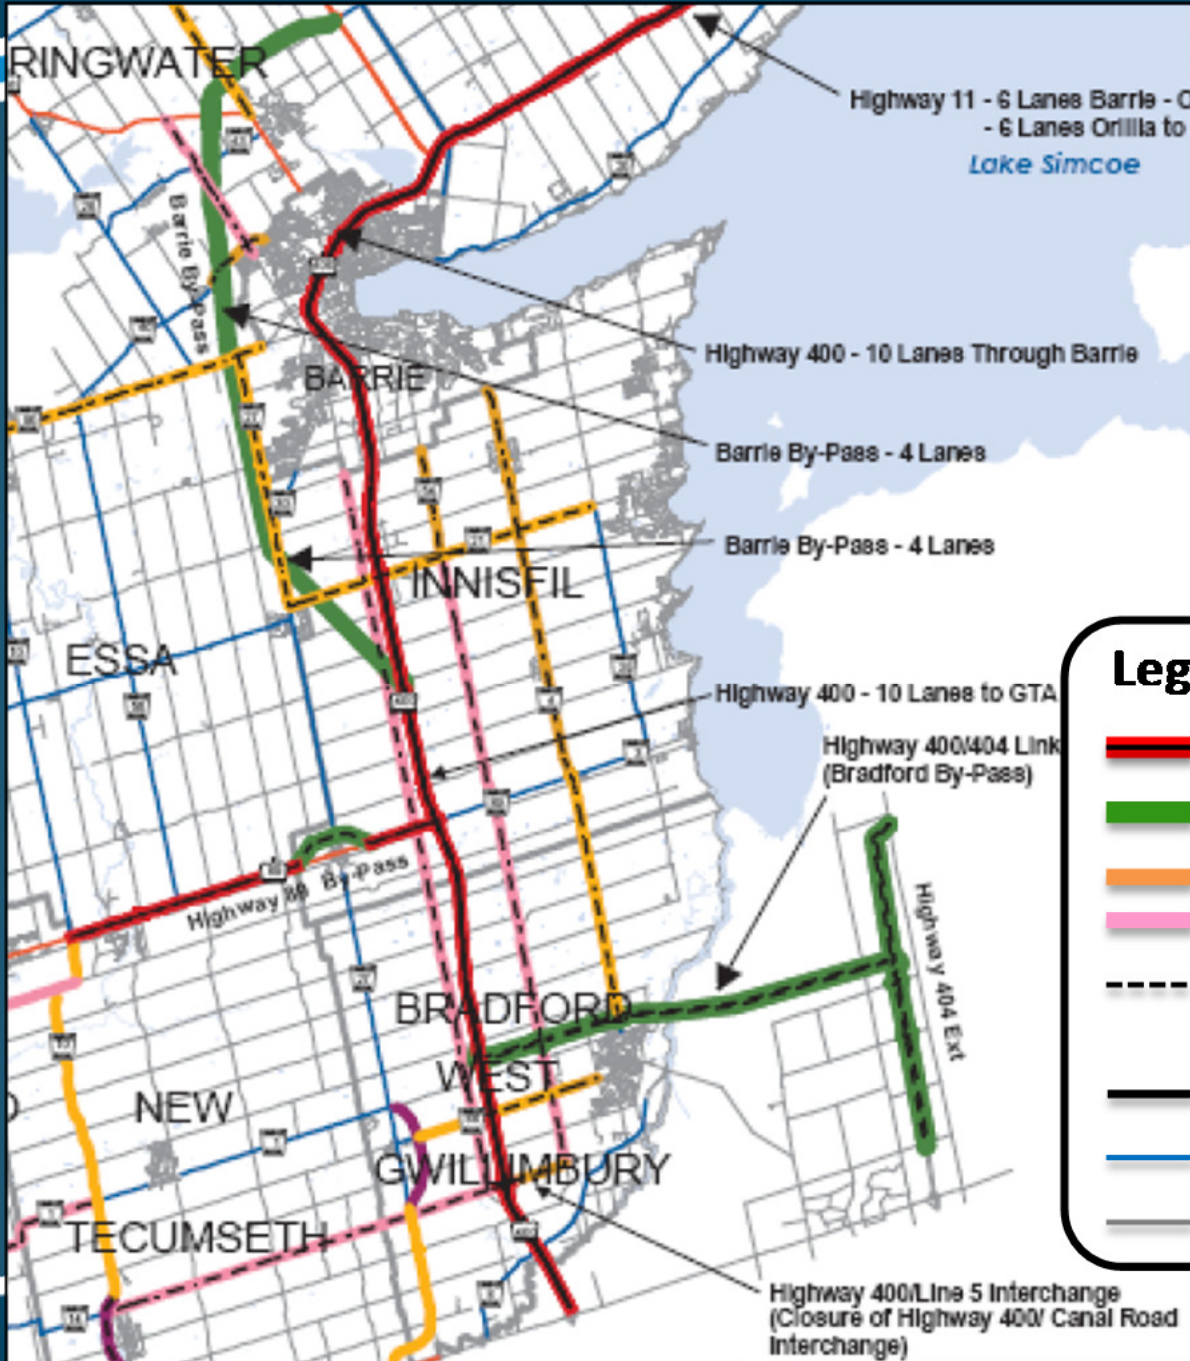 RINGWATER
Highway 11 - 6 Lanes Barrie - O
- 6 Lanes Orillia to
Lake Simcoe
Barrie By-Pass
Highway 400 - 10 Lanes Through Barrie
BARRIE
Barrie By-Pass - 4 Lanes
Barrie By-Pass - 4 Lanes
INNISFIL
ESSA
Leg
Highway 400 - 10 Lanes to GTA
Highway 400/404 Link
(Bradford By-Pass)
Highway 89 By-Pass
Highway 404 Ext
BRADFORD
WEST
NEW
GWILLIMBURY
TECUMSETH
Highway 400/Line 5 Interchange
(Closure of Highway 400/ Canal Road
Interchange)